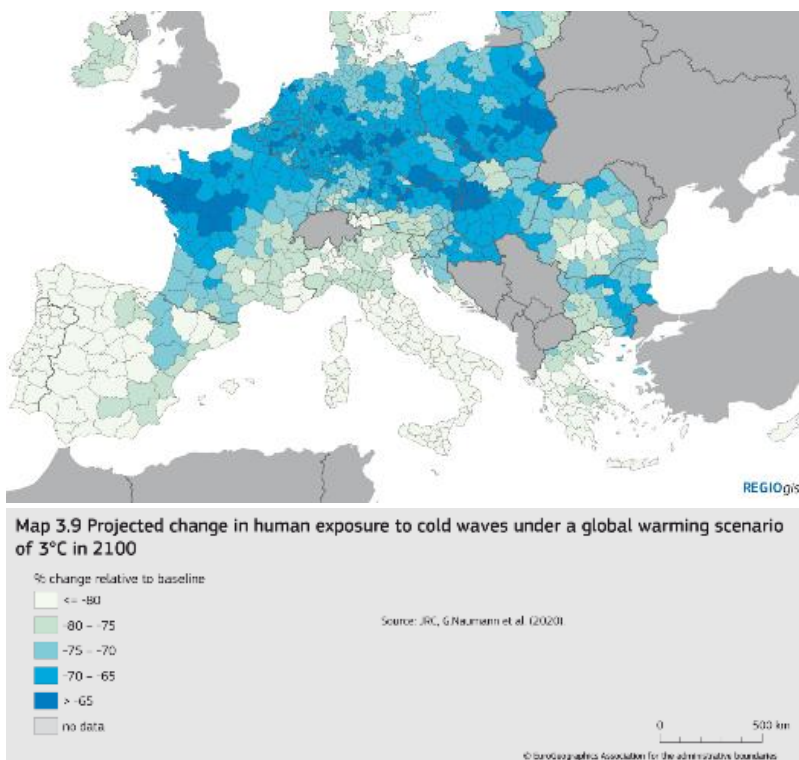 REGIOgis
Map 3.9 Projected change in human exposure to cold waves under a global warming scenario
of 3°C in 2100
% change relative to baseline
<= -80
-80 – -75
-75 – -70
-70 – -65
> -65
no data
Source: JRC, G.Naumann et al. (2020).
0 500 km
© EuroGeographics Association for the administrative boundaries